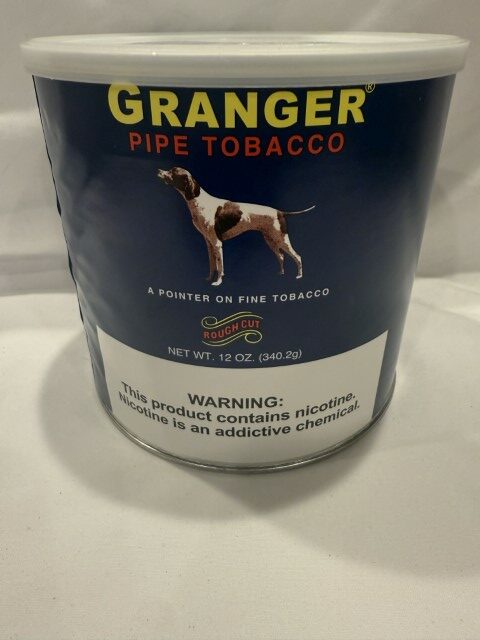 GRANGER®
PIPE TOBACCO
A POINTER ON FINE TOBACCO
ROUGH CUT
NET WT. 12 OZ. (340.2g)
WARNING:
This product contains nicotine.
Nicotine is an addictive chemical.